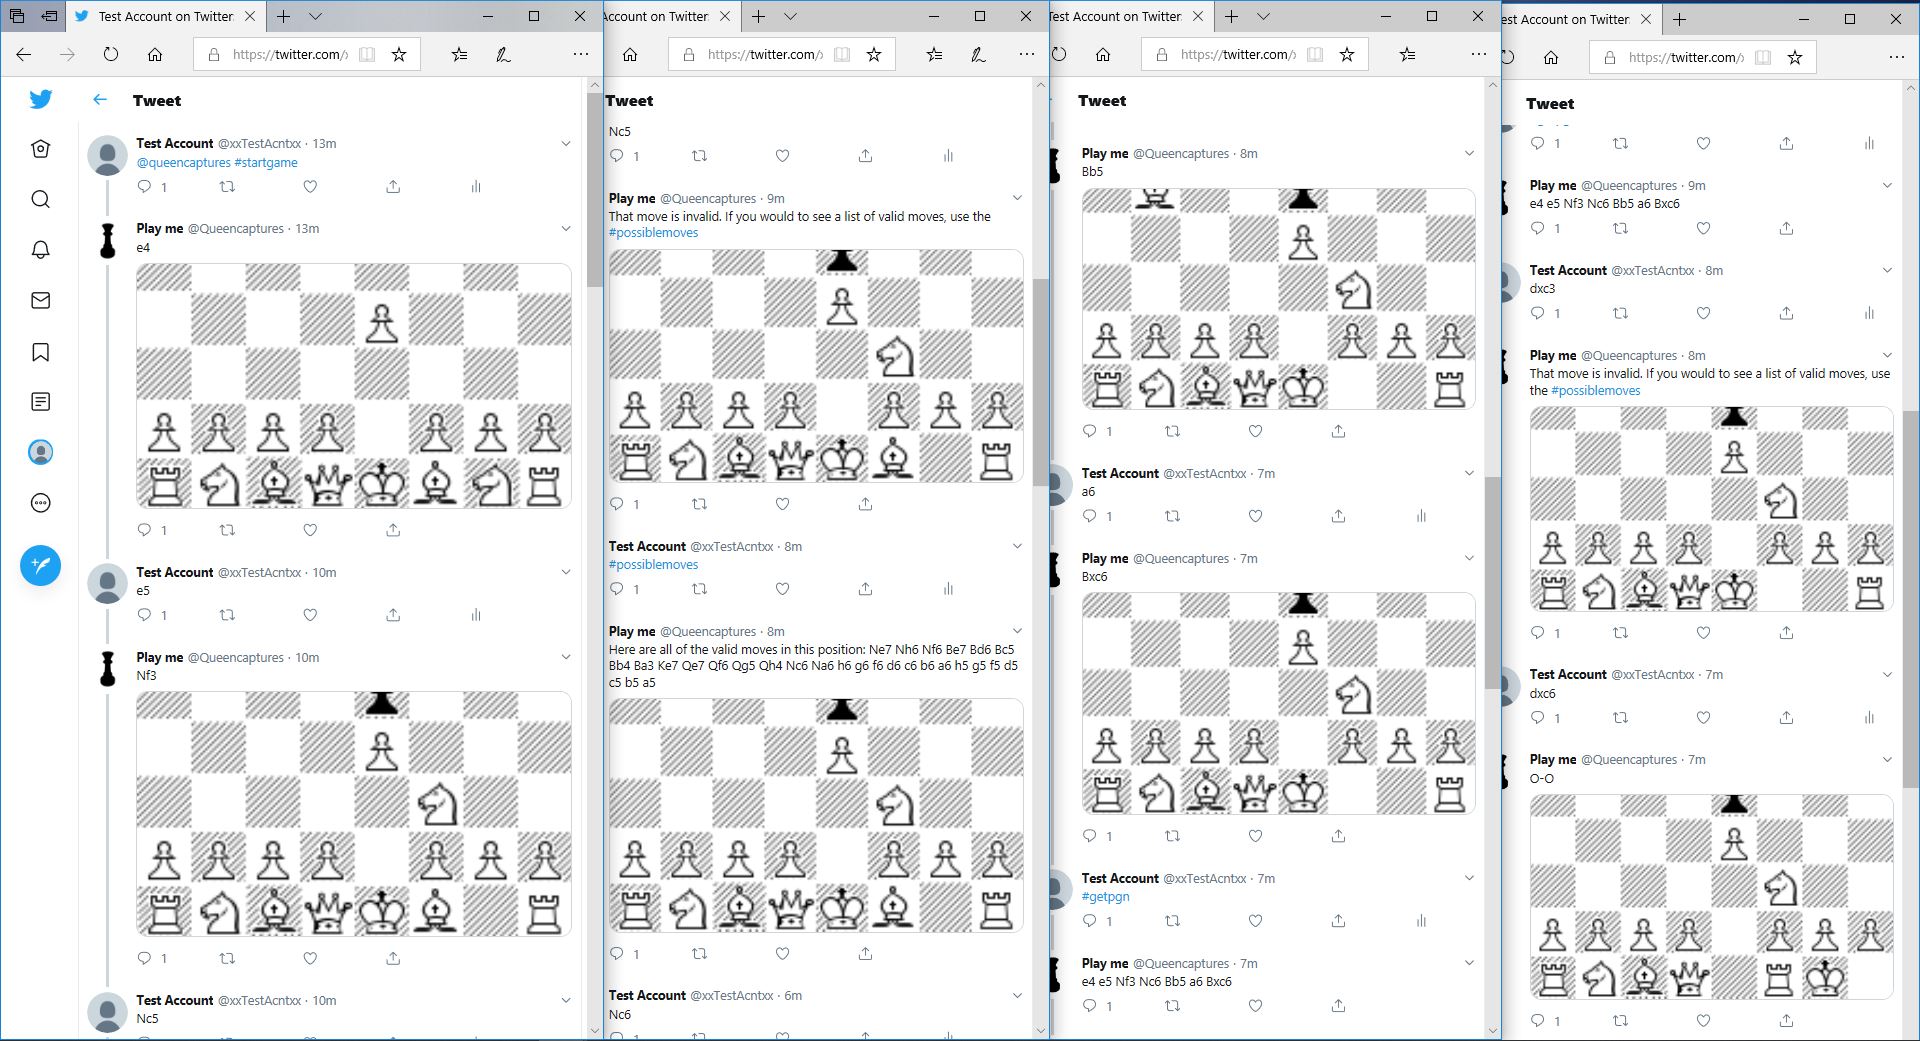 Test Account on Twitter
https://twitter.com/
Tweet
Test Account @xxTestAcntxx · 13m
@queencaptures #startgame
1
Play me @Queencaptures · 13m
e4
1
Test Account @xxTestAcntxx · 10m
e5
1
Play me @Queencaptures · 10m
Nf3
1
Test Account @xxTestAcntxx · 10m
Nc5
Account on Twitter
https://twitter.com/
Tweet
Nc5
1
Play me @Queencaptures · 9m
That move is invalid. If you would to see a list of valid moves, use the
#possiblemoves
1
Test Account @xxTestAcntxx · 8m
#possiblemoves
1
Play me @Queencaptures · 8m
Here are all of the valid moves in this position: Ne7 Nh6 Nf6 Be7 Bd6 Bc5
Bb4 Ba3 Ke7 Qe7 Qf6 Qg5 Qh4 Nc6 Na6 h6 g6 f6 d6 c6 b6 a6 h5 g5 f5 d5
c5 b5 a5
1
Test Account @xxTestAcntxx · 6m
Nc6
Test Account on Twitter
https://twitter.com/
Tweet
Play me @Queencaptures · 8m
Bb5
1
Test Account @xxTestAcntxx · 7m
a6
1
Play me @Queencaptures · 7m
Bxc6
1
Test Account @xxTestAcntxx · 7m
#getpgn
1
Play me @Queencaptures · 7m
e4 e5 Nf3 Nc6 Bb5 a6 Bxc6
1
est Account on Twitter
https://twitter.com/
Tweet
1
Play me @Queencaptures · 9m
e4 e5 Nf3 Nc6 Bb5 a6 Bxc6
1
Test Account @xxTestAcntxx · 8m
dxc3
1
Play me @Queencaptures · 8m
That move is invalid. If you would to see a list of valid moves, use
the #possiblemoves
1
Test Account @xxTestAcntxx · 7m
dxc6
1
Play me @Queencaptures · 7m
O-O
1